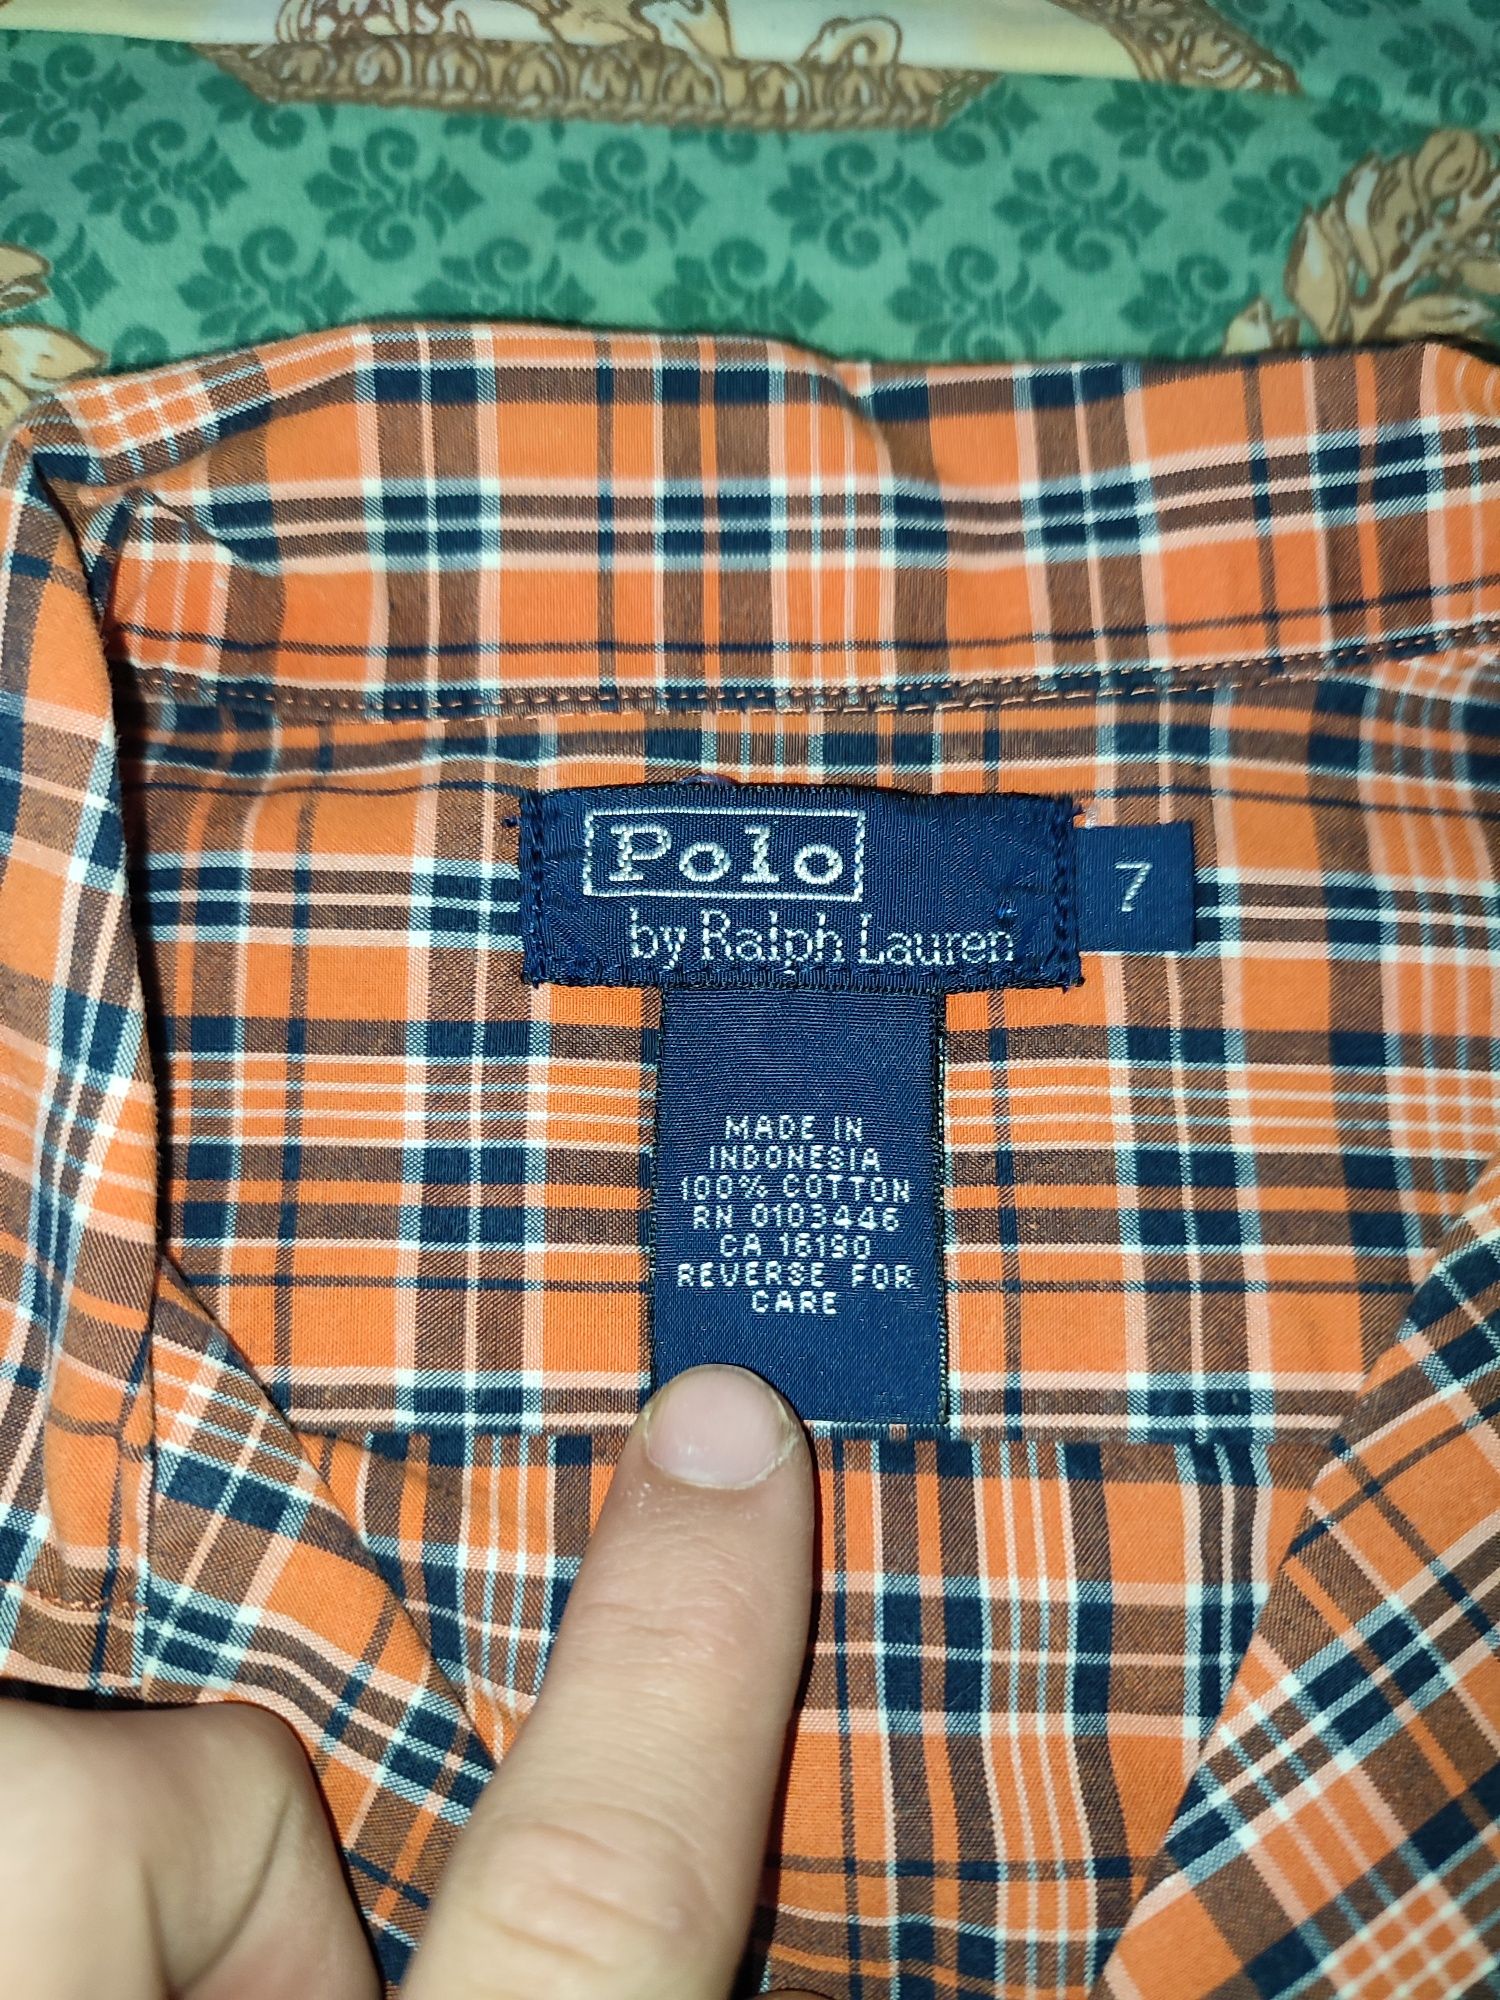 Polo
by Ralph Lauren
7
MADE IN
INDONESIA
100% COTTON
RN 0103446
CA 16190
REVERSE FOR
CARE